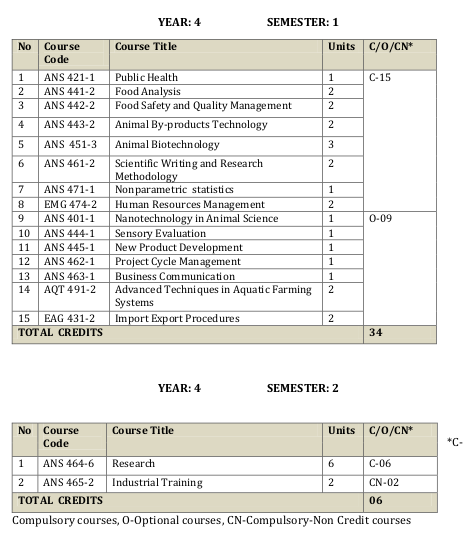 YEAR: 4 SEMESTER: 1
No Course Code Course Title Units C/O/CN*
1 ANS 421-1 Public Health 1 C-15
2 ANS 441-2 Food Analysis 2
3 ANS 442-2 Food Safety and Quality Management 2
4 ANS 443-2 Animal By-products Technology 2
5 ANS 451-3 Animal Biotechnology 3
6 ANS 461-2 Scientific Writing and Research Methodology 2
7 ANS 471-1 Nonparametric statistics 1
8 EMG 474-2 Human Resources Management 2
9 ANS 401-1 Nanotechnology in Animal Science 1 O-09
10 ANS 444-1 Sensory Evaluation 1
11 ANS 445-1 New Product Development 1
12 ANS 462-1 Project Cycle Management 1
13 ANS 463-1 Business Communication 1
14 AQT 491-2 Advanced Techniques in Aquatic Farming Systems 2
15 EAG 431-2 Import Export Procedures 2
TOTAL CREDITS 34
YEAR: 4 SEMESTER: 2
No Course Code Course Title Units C/O/CN*
*C-
1 ANS 464-6 Research 6 C-06
2 ANS 465-2 Industrial Training 2 CN-02
TOTAL CREDITS 06
Compulsory courses, O-Optional courses, CN-Compulsory-Non Credit courses